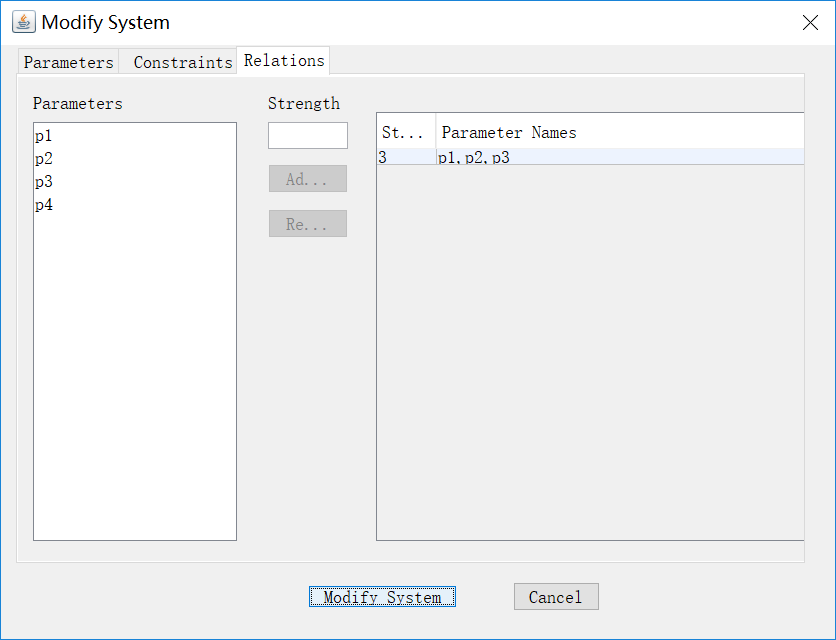 Modify System
Parameters Constraints Relations
Parameters Strength
St... Parameter Names
p1
p2
p3
p4
Ad...
Re...
3 p1,p2,p3
Modify System Cancel